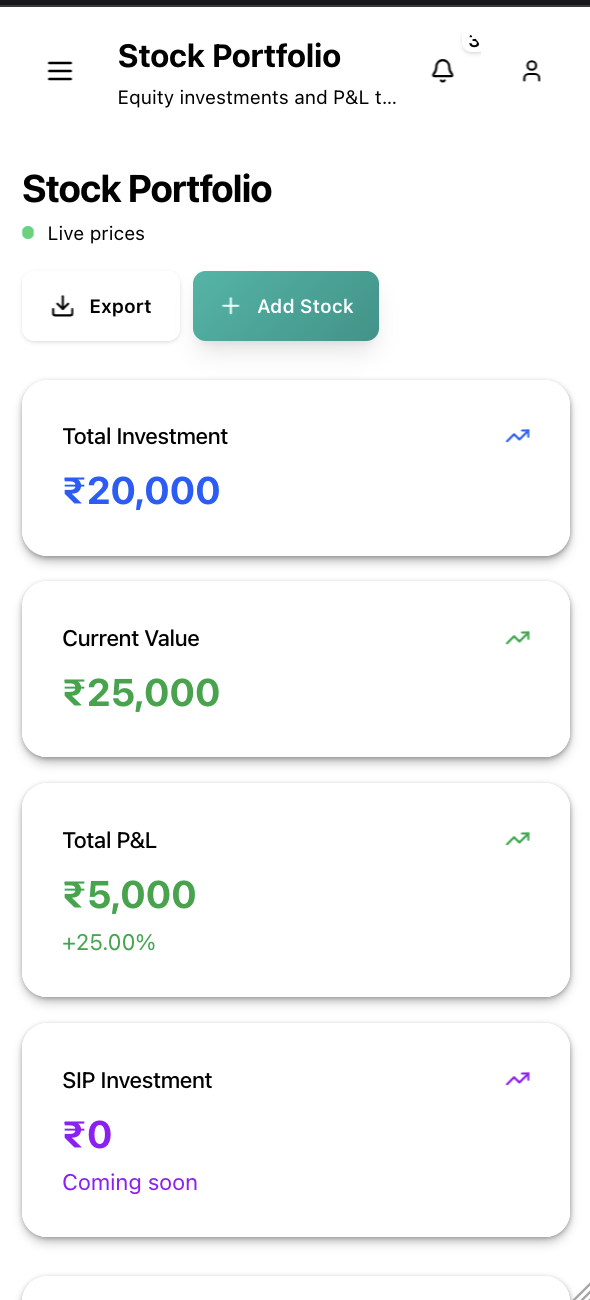 Stock Portfolio
Equity investments and P&L t...
Stock Portfolio
Live prices
Export
Add Stock
Total Investment
₹20,000
Current Value
₹25,000
Total P&L
₹5,000
+25.00%
SIP Investment
₹0
Coming soon